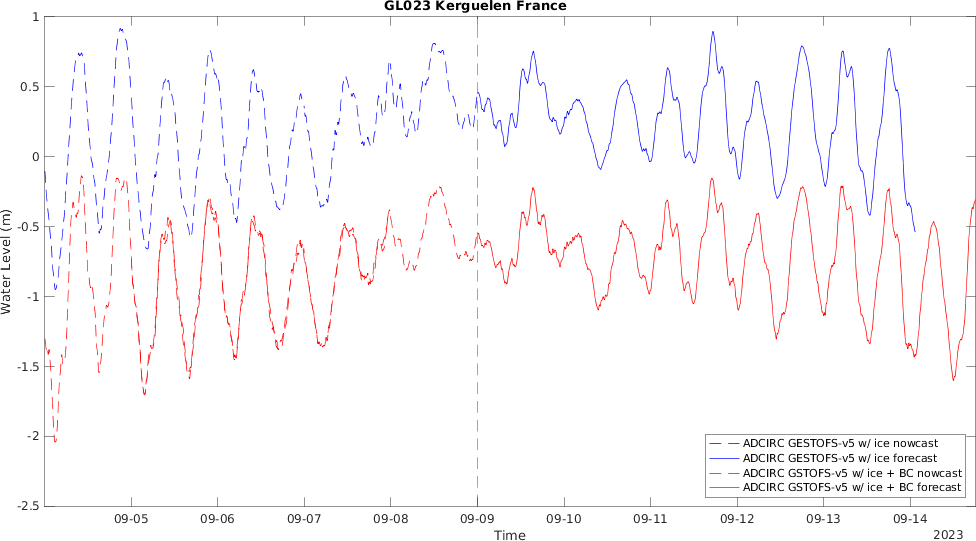 GL023 Kerguelen France
1
0.5
0
-0.5
-1
-1.5
-2
-2.5
Water Level (m)
ADCIRC GESTOFS-v5 w/ ice nowcast
ADCIRC GESTOFS-v5 w/ ice forecast
ADCIRC GSTOFS-v5 w/ ice + BC nowcast
ADCIRC GSTOFS-v5 w/ ice + BC forecast
09-05 09-06 09-07 09-08 09-09 09-10 09-11 09-12 09-13 09-14
Time
2023